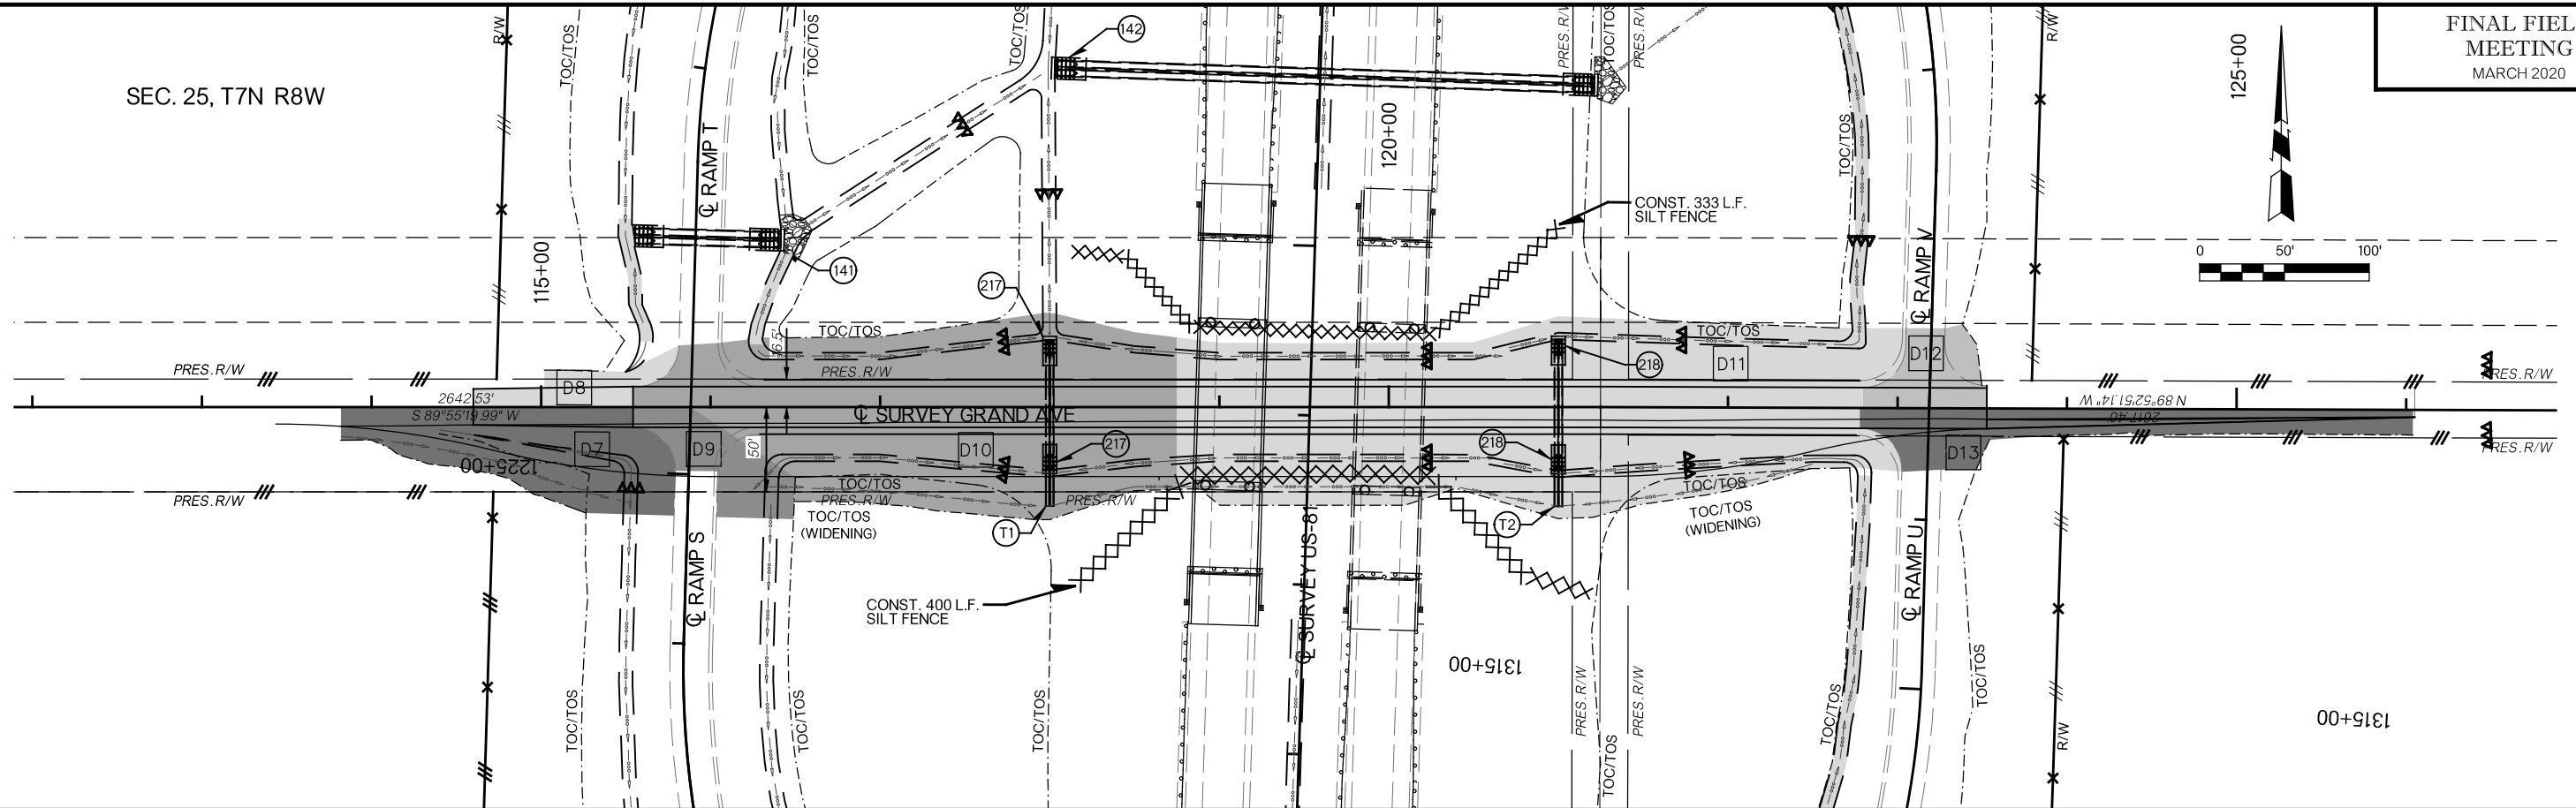 FINAL FIEL
MEETING
MARCH 2020
SEC. 25, T7N R8W
R/W
TOC/TOS
TOC/TOS
TOC/TOS
142
PRES. R/W
TOC/TOS
PRES. R/W
R/W
125+00
120+00
℄ RAMP T
TOC/TOS
CONST. 333 L.F.
SILT FENCE
115+00
141
217
℄ RAMP V
0 50' 100'
TOC/TOS
TOC/TOS
PRES. R/W
PRES. R/W
218
D11
D12
D8
PRES. R/W
2642.53'
S 89°55'19.99" W
℄ SURVEY GRAND AVE
N 89°52'51.14" W
2617.40'
D7
D9
50'
D10
217
218
D13
PRES. R/W
1225+00
TOC/TOS
PRES. R/W
PRES. R/W
TOC/TOS
PRES. R/W
TOC/TOS
(WIDENING)
T1
T2
TOC/TOS
(WIDENING)
℄ RAMP S
℄ SURVEY US-81
℄ RAMP U
CONST. 400 L.F.
SILT FENCE
1315+00
TOC/TOS
TOC/TOS
TOC/TOS
PRES. R/W
TOC/TOS
PRES. R/W
TOC/TOS
TOC/TOS
R/W
1315+00